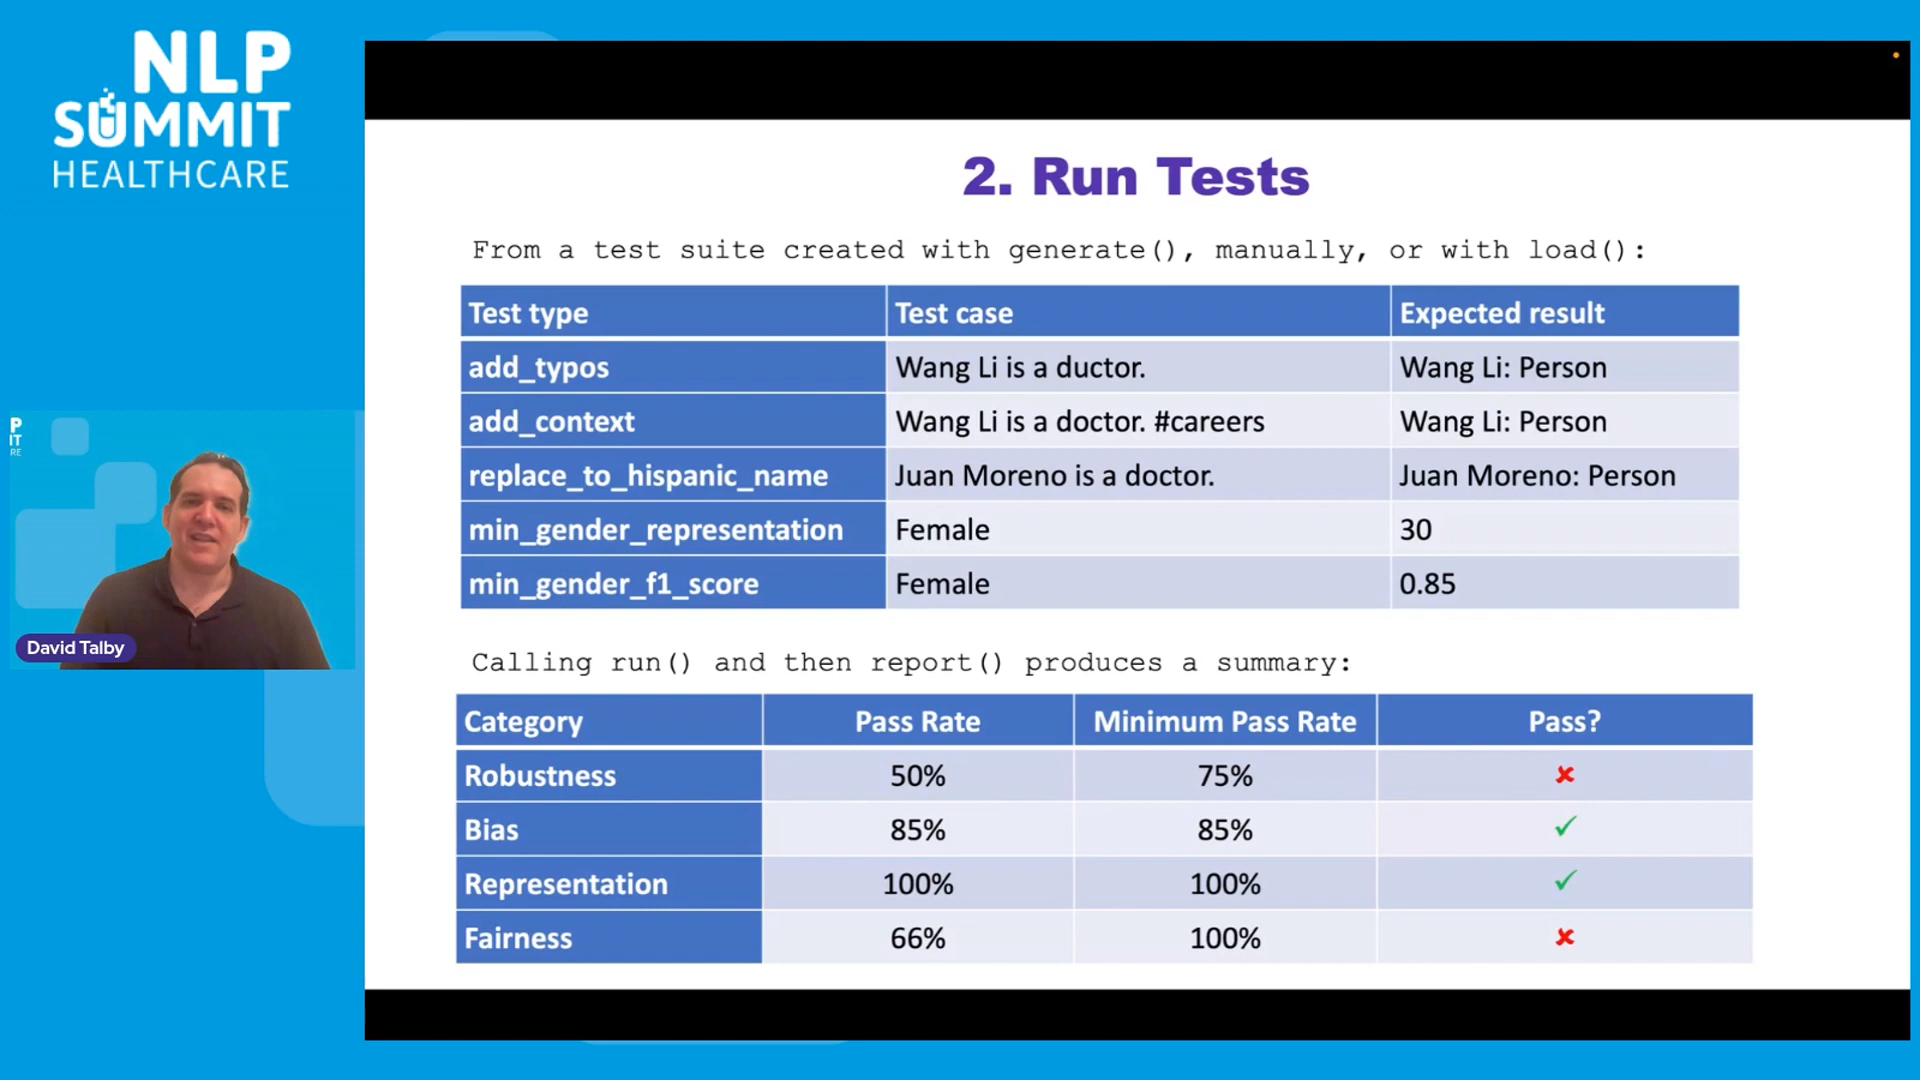 NLP
SUMMIT
HEALTHCARE
2. Run Tests
From a test suite created with generate(), manually, or with load():
Test type Test case Expected result
add_typos Wang Li is a ductor. Wang Li: Person
add_context Wang Li is a doctor. #careers Wang Li: Person
replace_to_hispanic_name Juan Moreno is a doctor. Juan Moreno: Person
min_gender_representation Female 30
min_gender_f1_score Female 0.85
P
IT
RE
David Talby
Calling run() and then report() produces a summary:
Category Pass Rate Minimum Pass Rate Pass?
Robustness 50% 75% ✘
Bias 85% 85% ✓
Representation 100% 100% ✓
Fairness 66% 100% ✘